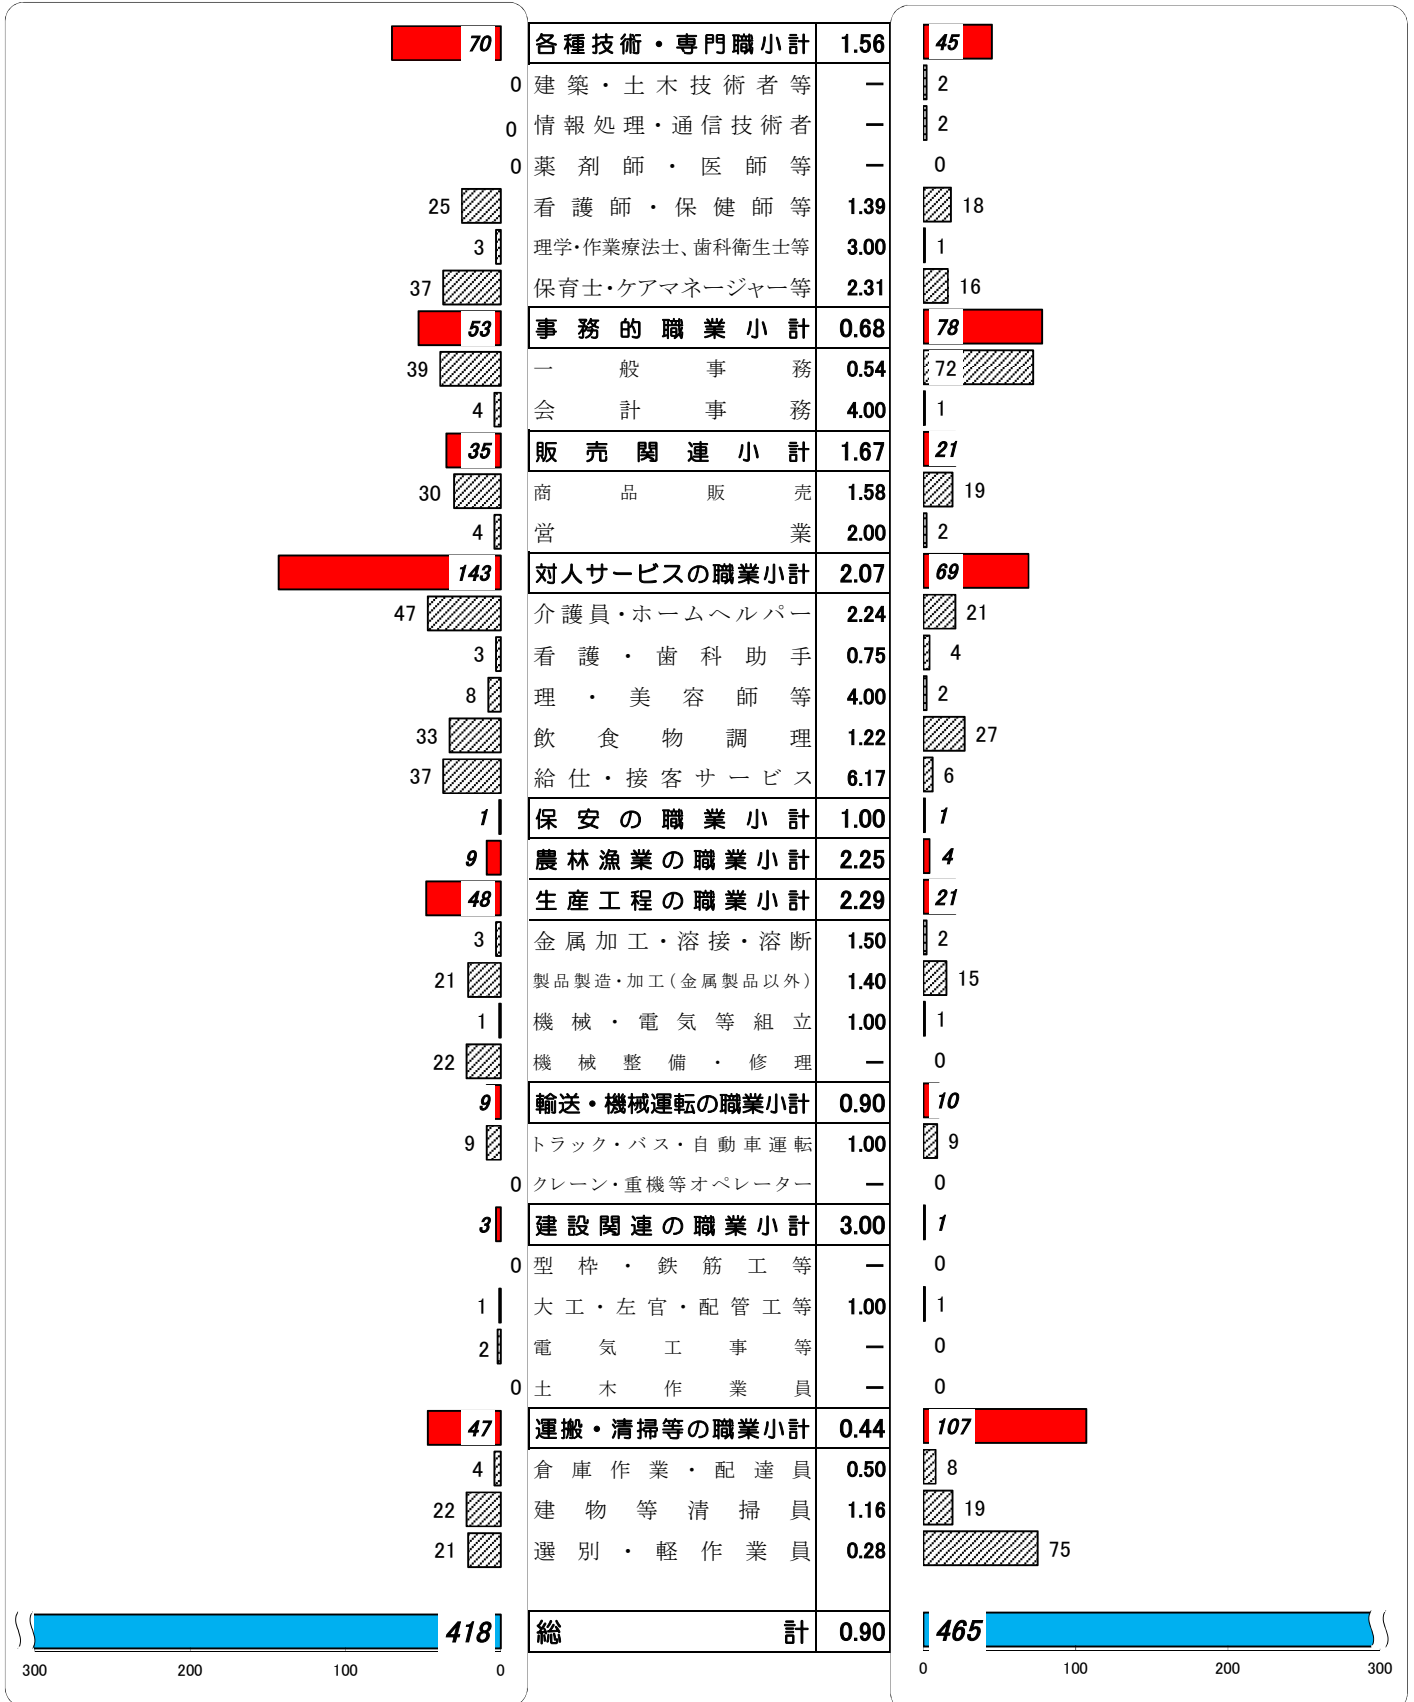 70 各種技術・専門職小計 1.56 45
0 建築・土木技術者等 － 2
0 情報処理・通信技術者 － 2
0 薬剤師・医師等 － 0
25 看護師・保健師等 1.39 18
3 理学・作業療法士、歯科衛生士等 3.00 1
37 保育士・ケアマネージャー等 2.31 16
53 事務的職業小計 0.68 78
39 一般事務 0.54 72
4 会計事務 4.00 1
35 販売関連小計 1.67 21
30 商品販売 1.58 19
4 営業 2.00 2
143 対人サービスの職業小計 2.07 69
47 介護員・ホームヘルパー 2.24 21
3 看護・歯科助手 0.75 4
8 理・美容師等 4.00 2
33 飲食物調理 1.22 27
37 給仕・接客サービス 6.17 6
1 保安の職業小計 1.00 1
9 農林漁業の職業小計 2.25 4
48 生産工程の職業小計 2.29 21
3 金属加工・溶接・溶断 1.50 2
21 製品製造・加工(金属製品以外) 1.40 15
1 機械・電気等組立 1.00 1
22 機械整備・修理 － 0
9 輸送・機械運転の職業小計 0.90 10
9 トラック・バス・自動車運転 1.00 9
0 クレーン・重機等オペレーター － 0
3 建設関連の職業小計 3.00 1
0 型枠・鉄筋工等 － 0
1 大工・左官・配管工等 1.00 1
2 電気工事等 － 0
0 土木作業員 － 0
47 運搬・清掃等の職業小計 0.44 107
4 倉庫作業・配達員 0.50 8
22 建物等清掃員 1.16 19
21 選別・軽作業員 0.28 75
418 総計 0.90 465
300 200 100 0 0 100 200 300